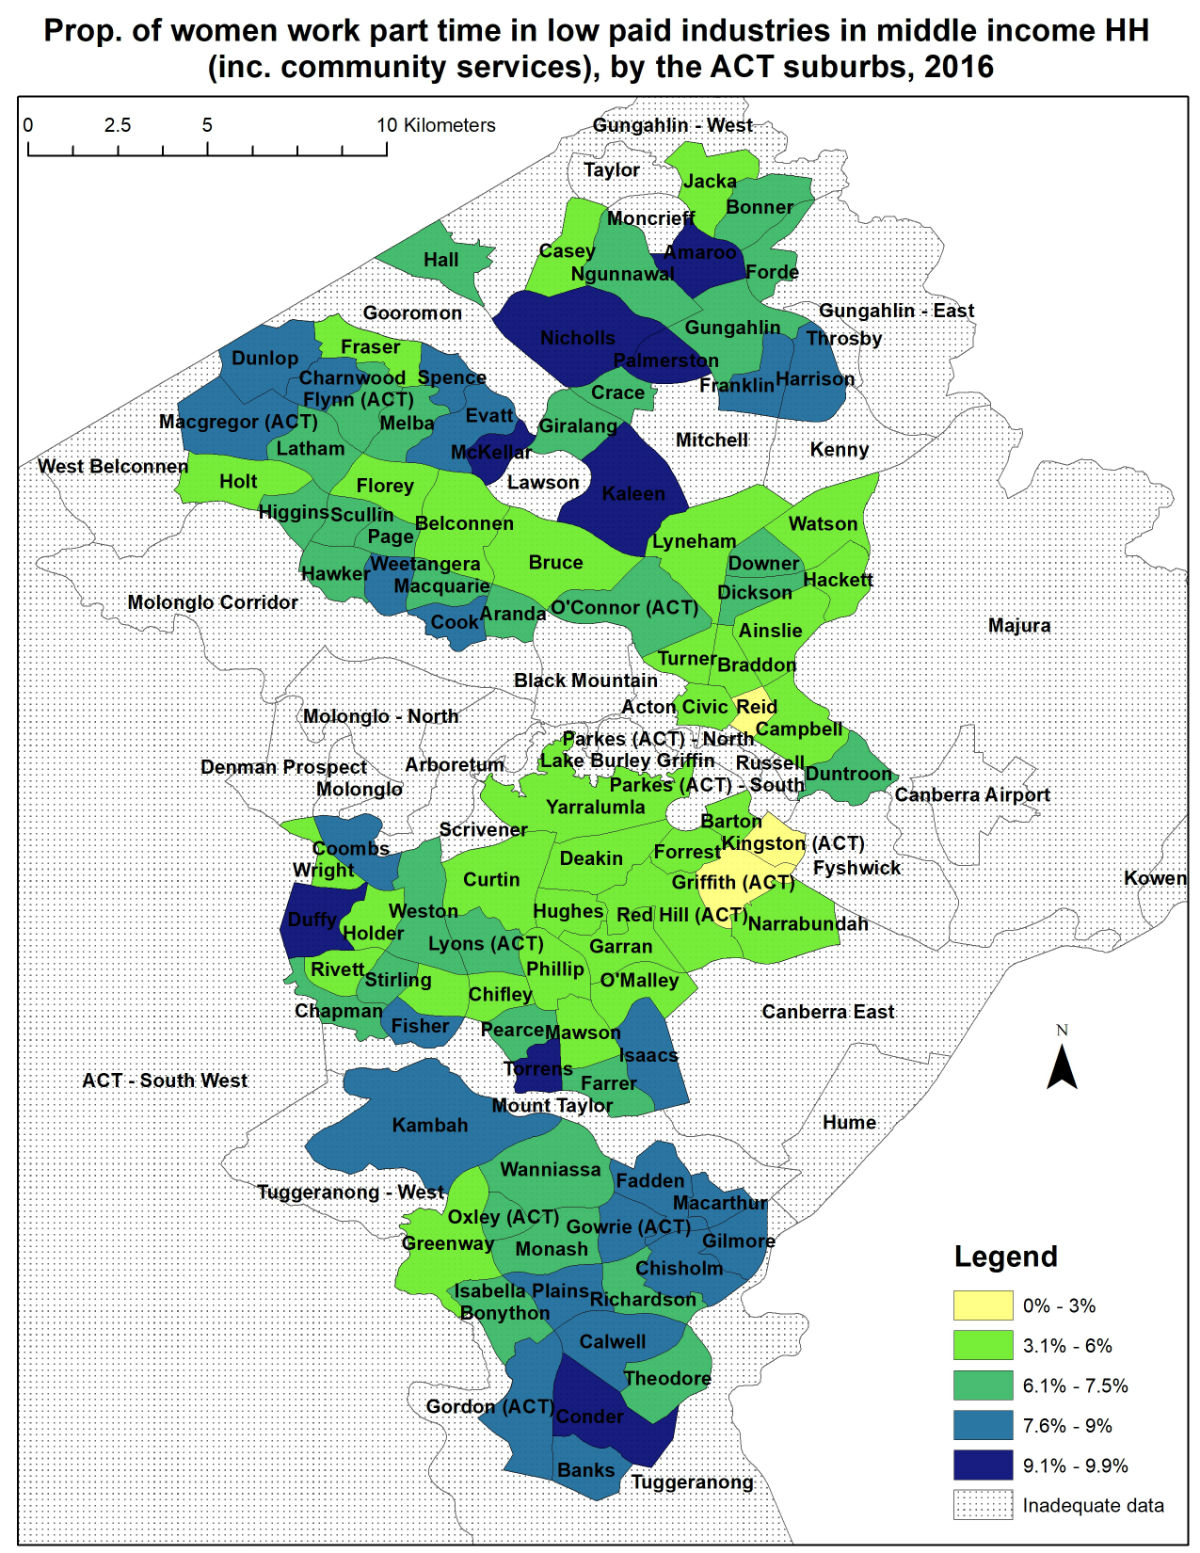 Prop. of women work part time in low paid industries in middle income HH
(inc. community services), by the ACT suburbs, 2016
0 2.5 5 10 Kilometers
Gungahlin - West
Taylor
Jacka
Bonner
Moncrieff
Casey
Amaroo
Hall
Ngunnawal
Forde
Gooromon
Gungahlin - East
Gungahlin
Nicholls
Throsby
Fraser
Dunlop
Palmerston
Charnwood
Spence
Franklin
Harrison
Crace
Flynn (ACT)
Evatt
Macgregor (ACT)
Melba
Giralang
Mitchell
Latham
McKellar
Kenny
West Belconnen
Holt
Florey
Lawson
Kaleen
Higgins
Scullin
Belconnen
Watson
Page
Lyneham
Bruce
Downer
Weetangera
Hawker
Hackett
Macquarie
Dickson
Molonglo Corridor
O'Connor (ACT)
Aranda
Cook
Majura
Ainslie
Turner
Braddon
Black Mountain
Acton
Civic
Reid
Molonglo - North
Campbell
Parkes (ACT) - North
Lake Burley Griffin
Russell
Denman Prospect
Arboretum
Duntroon
Parkes (ACT) - South
Molonglo
Canberra Airport
Yarralumla
Barton
Scrivener
Kingston (ACT)
Coombs
Forrest
Deakin
Fyshwick
Wright
Curtin
Griffith (ACT)
Kowen
Weston
Hughes
Red Hill (ACT)
Duffy
Narrabundah
Holder
Lyons (ACT)
Garran
Rivett
Phillip
Stirling
O'Malley
Chifley
Chapman
Canberra East
Fisher
Pearce
Mawson
N
Isaacs
Torrens
ACT - South West
Farrer
Mount Taylor
Kambah
Hume
Wanniassa
Fadden
Tuggeranong - West
Macarthur
Oxley (ACT)
Gowrie (ACT)
Greenway
Gilmore
Monash
Chisholm
Legend
Isabella Plains
Richardson
0% - 3%
Bonython
Calwell
3.1% - 6%
Theodore
6.1% - 7.5%
Gordon (ACT)
Conder
7.6% - 9%
Banks
9.1% - 9.9%
Tuggeranong
Inadequate data